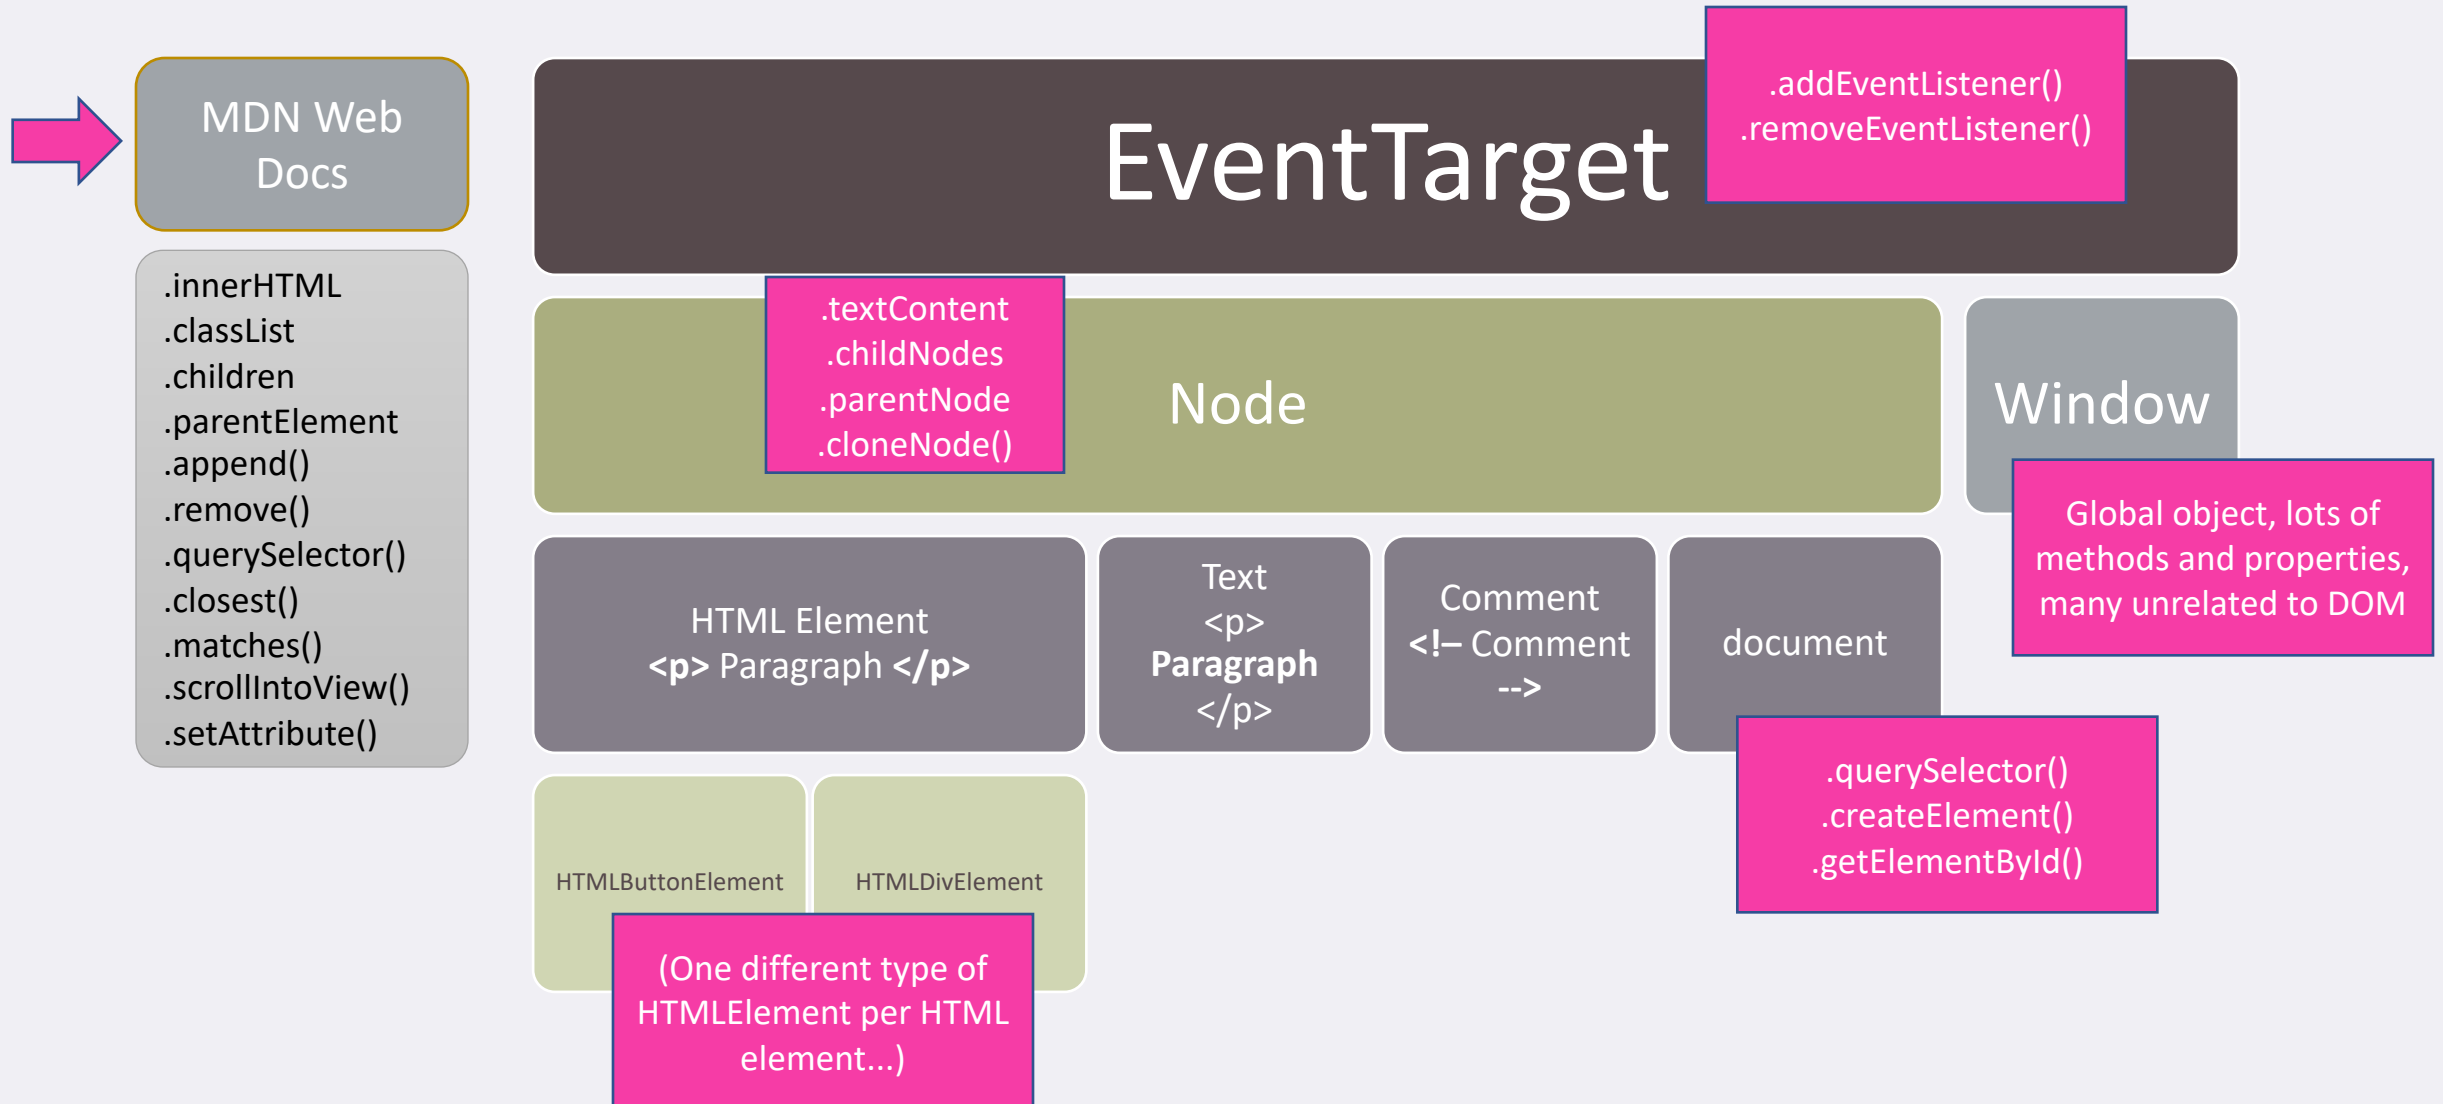 MDN Web
Docs
.innerHTML
.classList
.children
.parentElement
.append()
.remove()
.querySelector()
.closest()
.matches()
.scrollIntoView()
.setAttribute()
EventTarget
.addEventListener()
.removeEventListener()
.textContent
.childNodes
.parentNode
.cloneNode()
Node
Window
Global object, lots of
methods and properties,
many unrelated to DOM
HTML Element
<p> Paragraph </p>
Text
<p>
Paragraph
</p>
Comment
<!– Comment
-->
document
.querySelector()
.createElement()
.getElementById()
HTMLButtonElement
HTMLDivElement
(One different type of
HTMLElement per HTML
element...)